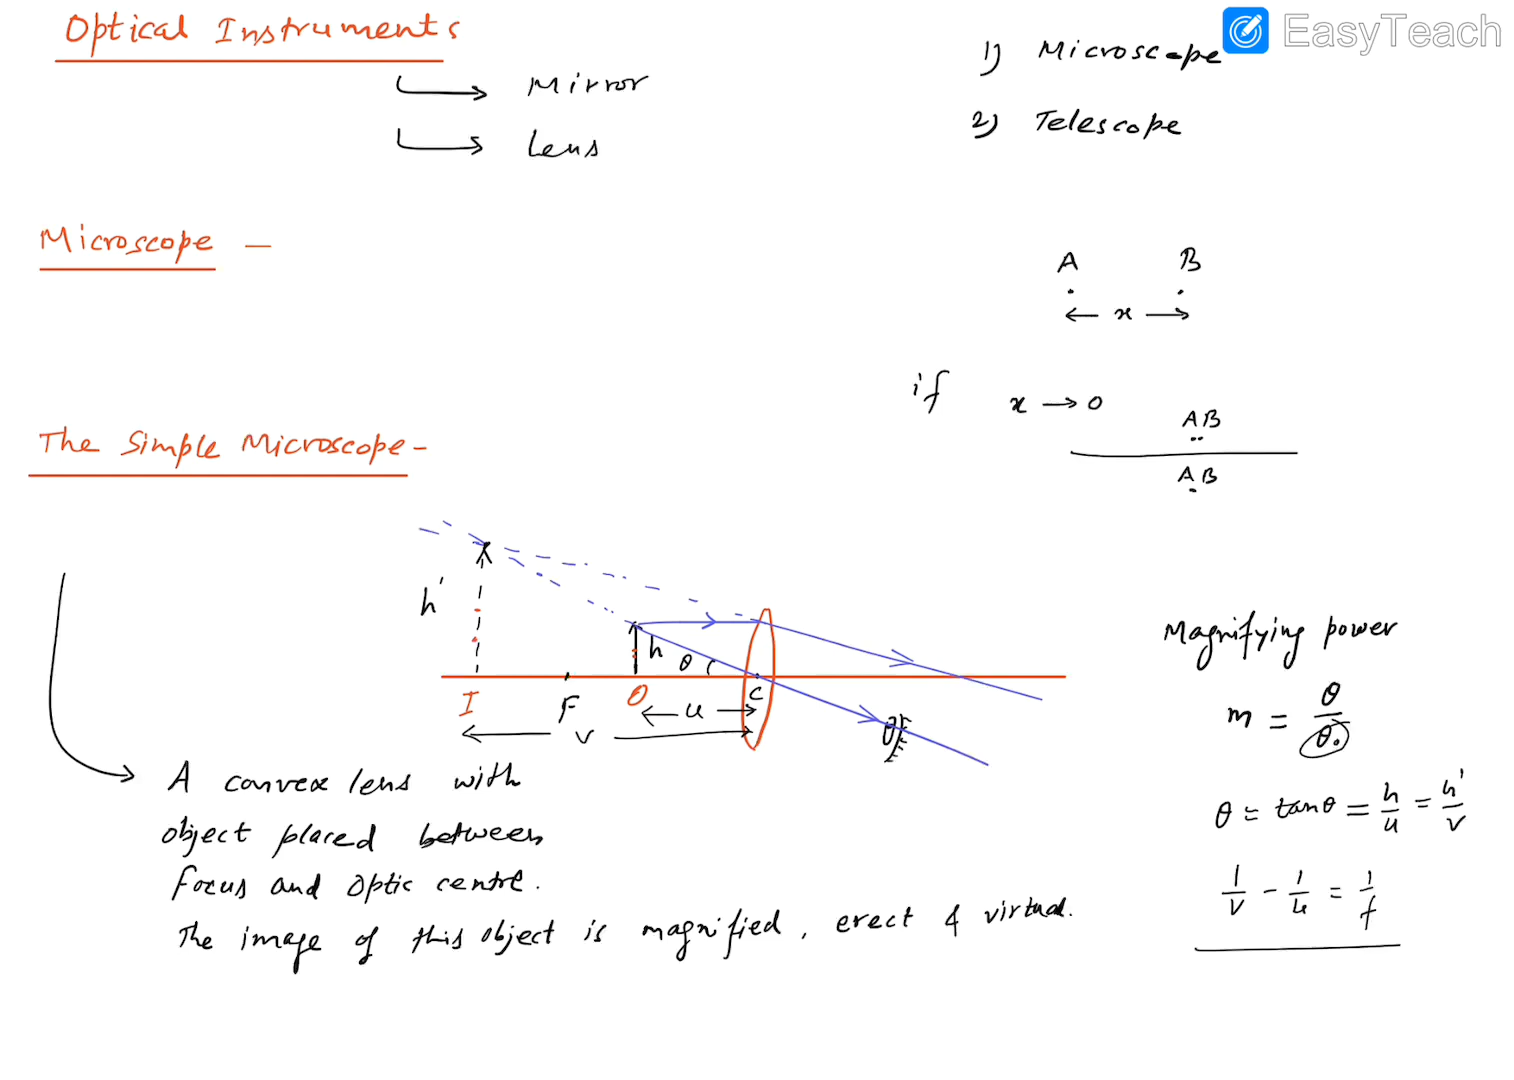 Optical Instruments
Mirror
Lens
1) Microscope
2) Telescope
EasyTeach
Microscope –
A B
x
if x → 0
AB
AB
The Simple Microscope-
h'
h θ
I F O C
u
v
Magnifying power
m = θ/θ₀
θ ≃ tanθ = h/u = h'/v
1/v - 1/u = 1/f
A convex lens with
object placed between
Focus and Optic centre.
The image of this object is magnified, erect & virtual.